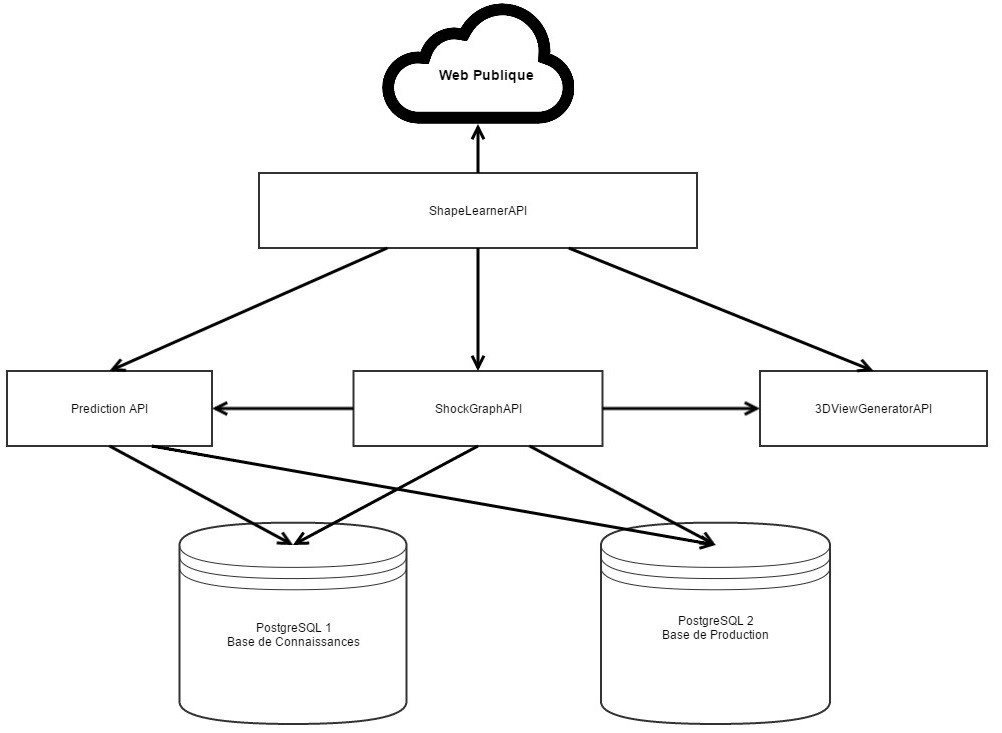 Web Publique
ShapeLearnerAPI
Prediction API
ShockGraphAPI
3DViewGeneratorAPI
PostgreSQL 1
Base de Connaissances
PostgreSQL 2
Base de Production